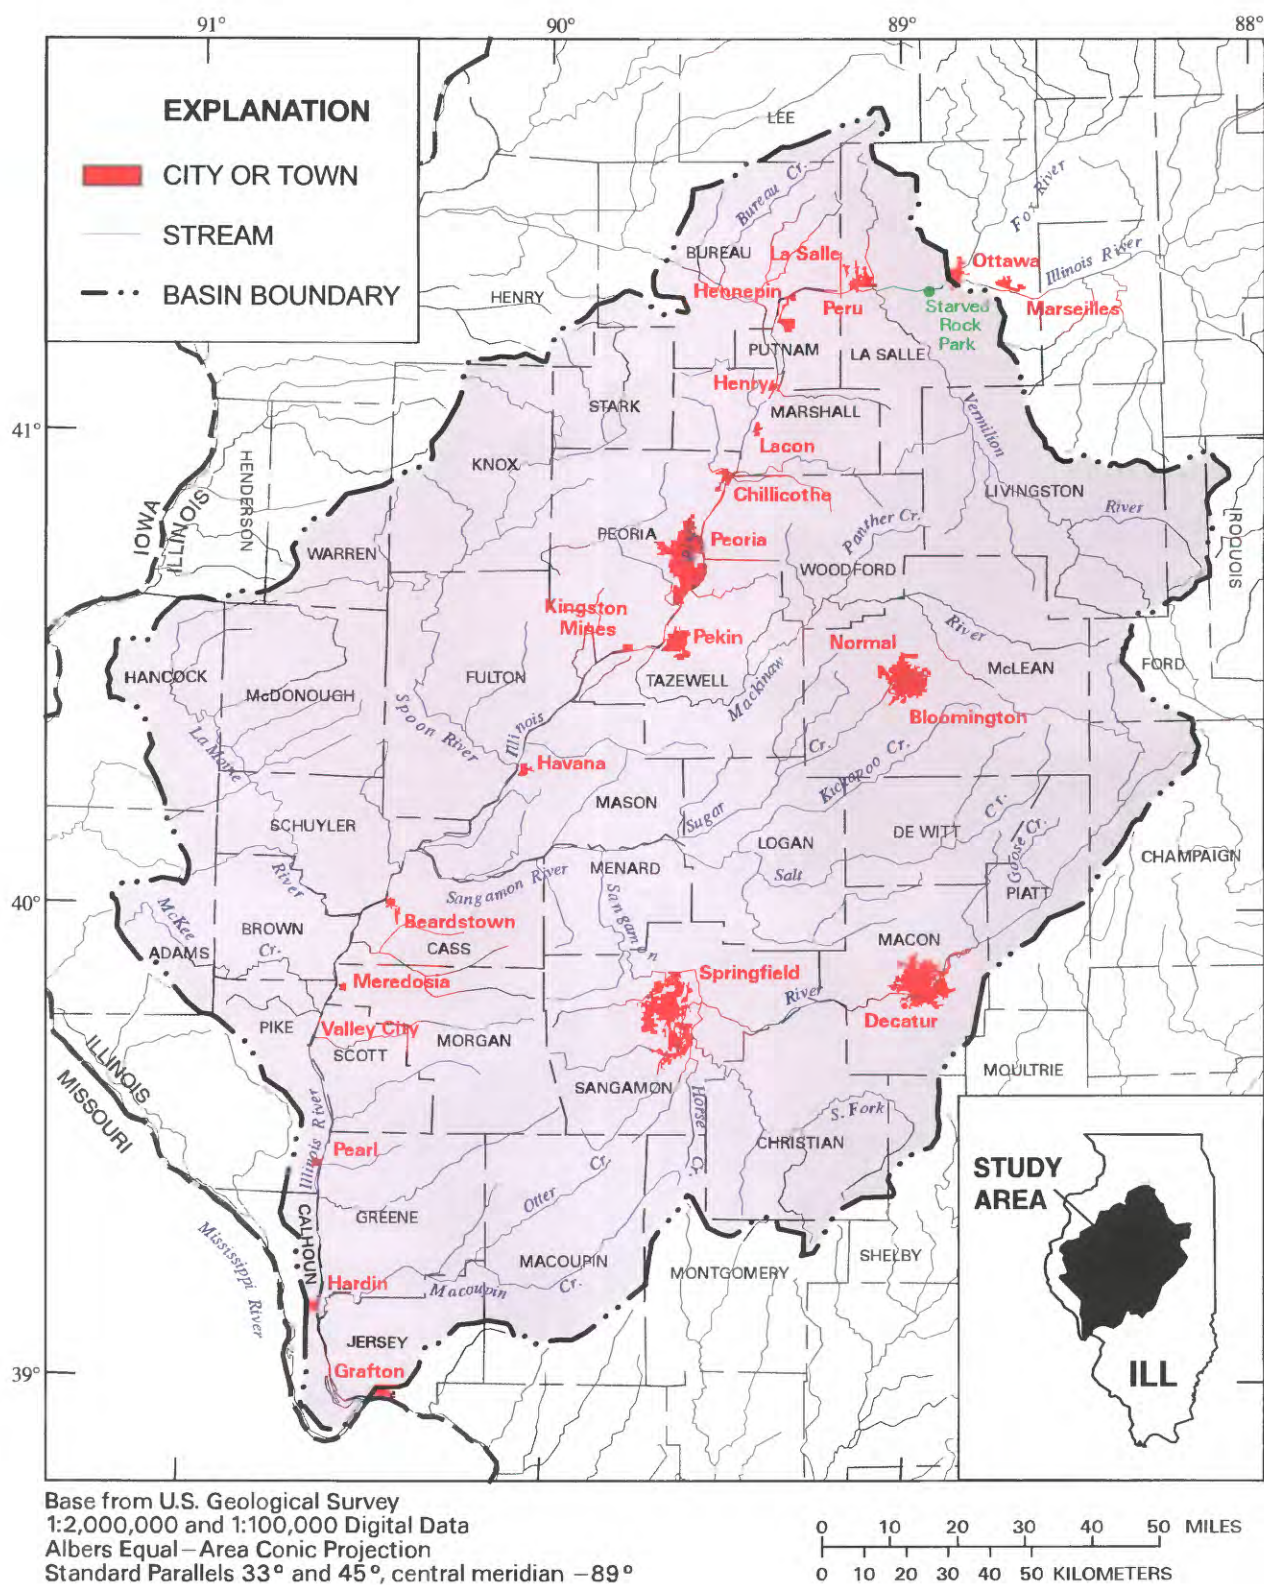 91°
90°
89°
88°
EXPLANATION
CITY OR TOWN
STREAM
BASIN BOUNDARY
LEE
Bureau Cr.
Fox River
BUREAU
La Salle
Ottawa
Illinois River
HENRY
Hennepin
Peru
Starved
Rock
Park
Marseilles
PUTNAM
LA SALLE
Henry
STARK
MARSHALL
41°
Lacon
Vermilion
KNOX
HENDERSON
Chillicothe
LIVINGSTON
River
IOWA
ILLINOIS
PEORIA
Peoria
Panther Cr.
IROQUOIS
WARREN
WOODFORD
Kingston
Mines
Pekin
Normal
River
McLEAN
FORD
HANCOCK
McDONOUGH
FULTON
TAZEWELL
Mackinaw
Spoon River
Illinois
Bloomington
La Moine
Cr.
Kickapoo Cr.
Havana
MASON
Sugar
SCHUYLER
LOGAN
DE WITT
Cr.
Goose Cr.
CHAMPAIGN
MENARD
Salt
PIATT
River
Sangamon River
Sangamon
40°
McKee
Beardstown
BROWN
Cr.
CASS
MACON
ADAMS
Springfield
Meredosia
River
Decatur
PIKE
Valley City
SCOTT
MORGAN
ILLINOIS
MISSOURI
SANGAMON
MOULTRIE
Illinois River
Horse Cr.
S. Fork
CHRISTIAN
Pearl
Cr.
Otter
STUDY
AREA
CALHOUN
GREENE
Mississippi River
MACOUPIN
SHELBY
MONTGOMERY
Hardin
Macoupin
Cr.
JERSEY
39°
Grafton
ILL
Base from U.S. Geological Survey
1:2,000,000 and 1:100,000 Digital Data
Albers Equal-Area Conic Projection
Standard Parallels 33° and 45°, central meridian -89°
0 10 20 30 40 50 MILES
0 10 20 30 40 50 KILOMETERS